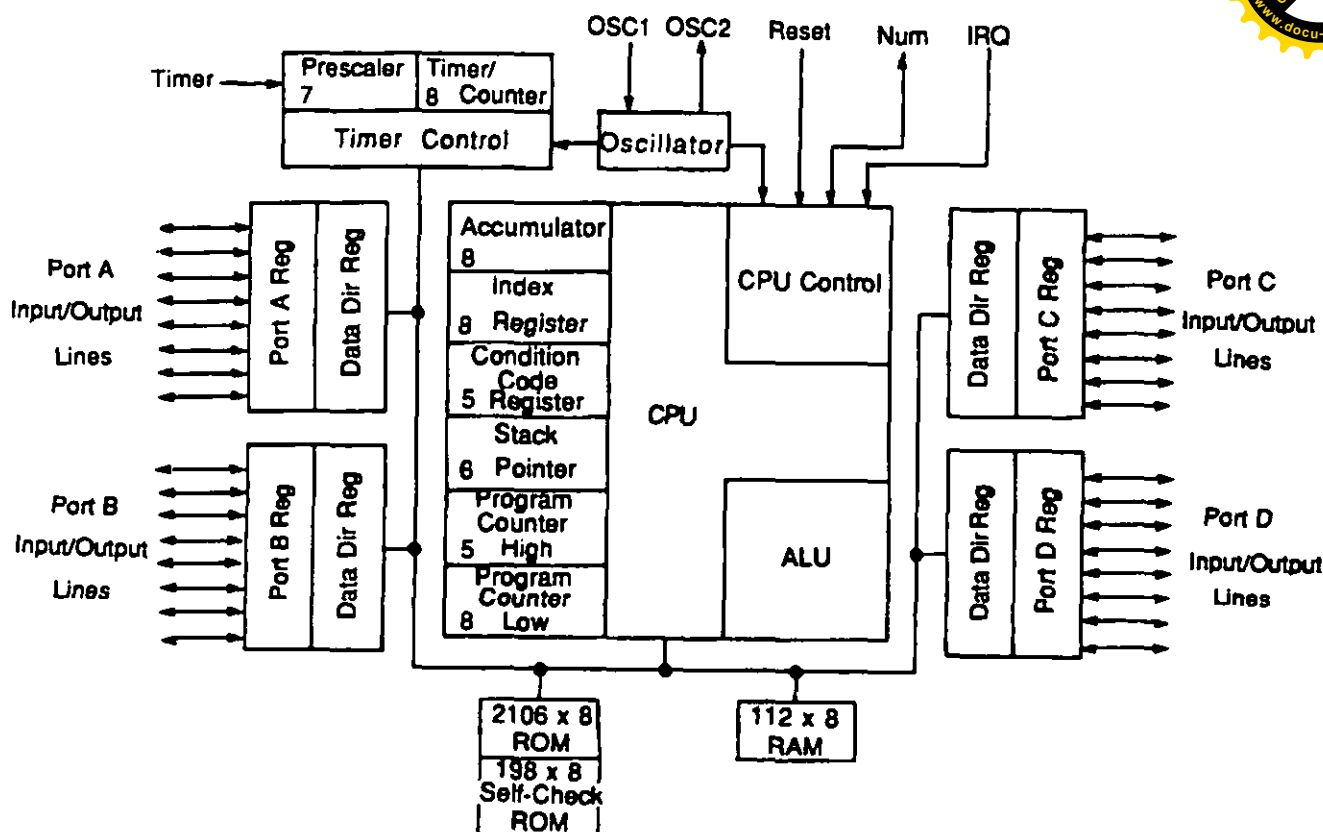 www.docu-
OSC1 OSC2 Reset Num IRQ
Timer
Prescaler
7
Timer/
8 Counter
Timer Control
Oscillator
Port A
Input/Output
Lines
Port A Reg
Data Dir Reg
Port B
Input/Output
Lines
Port B Reg
Data Dir Reg
Accumulator
8
Index
8 Register
Condition
Code
5 Register
Stack
6 Pointer
Program
Counter
5 High
Program
Counter
8 Low
CPU
CPU Control
ALU
Data Dir Reg
Port C Reg
Port C
Input/Output
Lines
Data Dir Reg
Port D Reg
Port D
Input/Output
Lines
2106 x 8
ROM
198 x 8
Self-Check
ROM
112 x 8
RAM